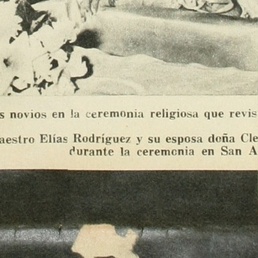 s novios en la ceremonia religiosa que revis
aestro Elías Rodríguez y su esposa doña Cle
durante la ceremonia en San A